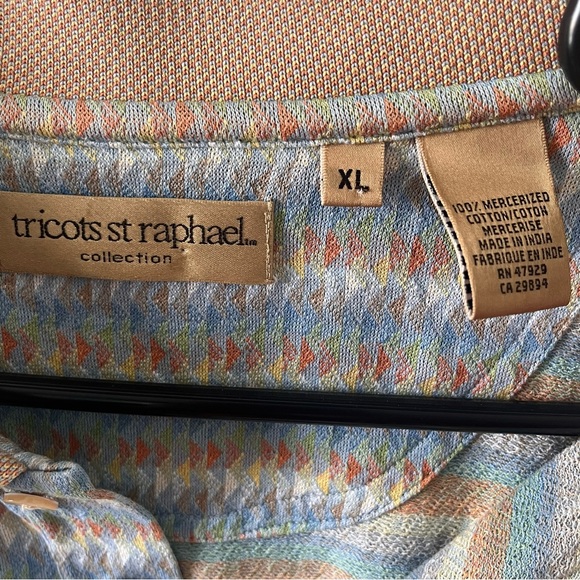 tricots st raphael™
collection
XL
100% MERCERIZED
COTTON/COTON
MERCERISE
MADE IN INDIA
FABRIQUE EN INDE
RN 47929
CA 29894